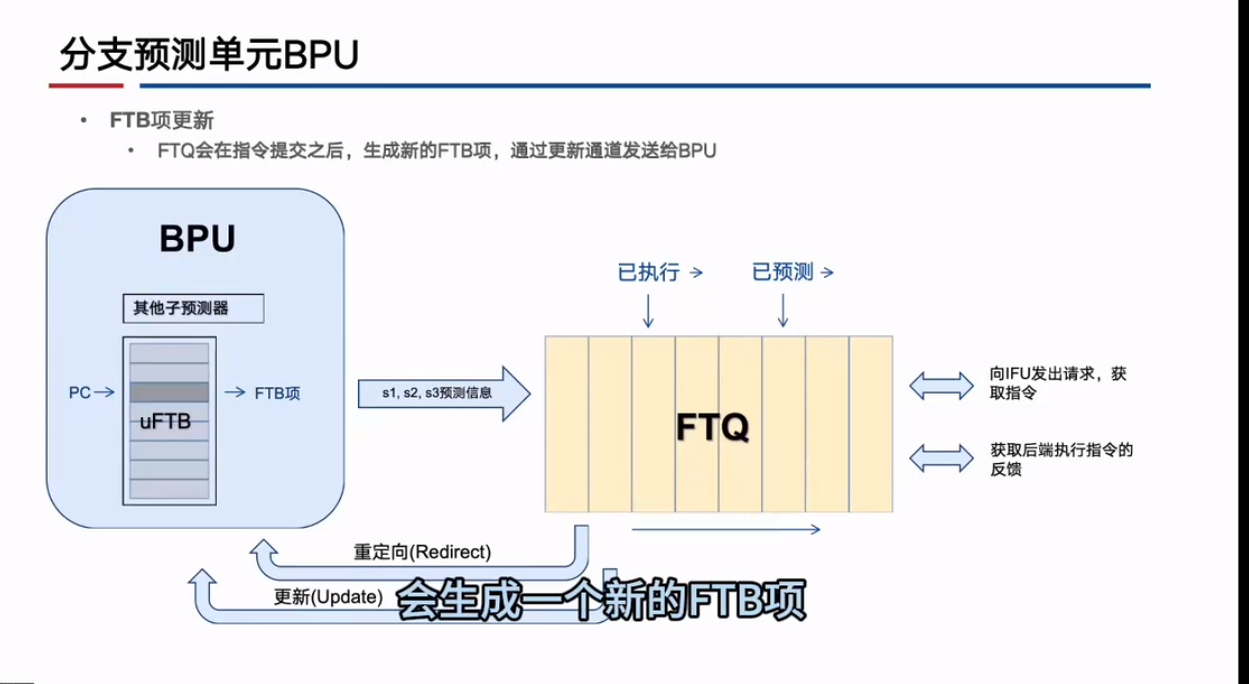 分支预测单元BPU
• FTB项更新
• FTQ会在指令提交之后，生成新的FTB项，通过更新通道发送给BPU
BPU
其他子预测器
PC
uFTB
FTB项
s1, s2, s3预测信息
已执行
已预测
FTQ
向IFU发出请求，获
取指令
获取后端执行指令的
反馈
重定向(Redirect)
更新(Update)
会生成一个新的FTB项